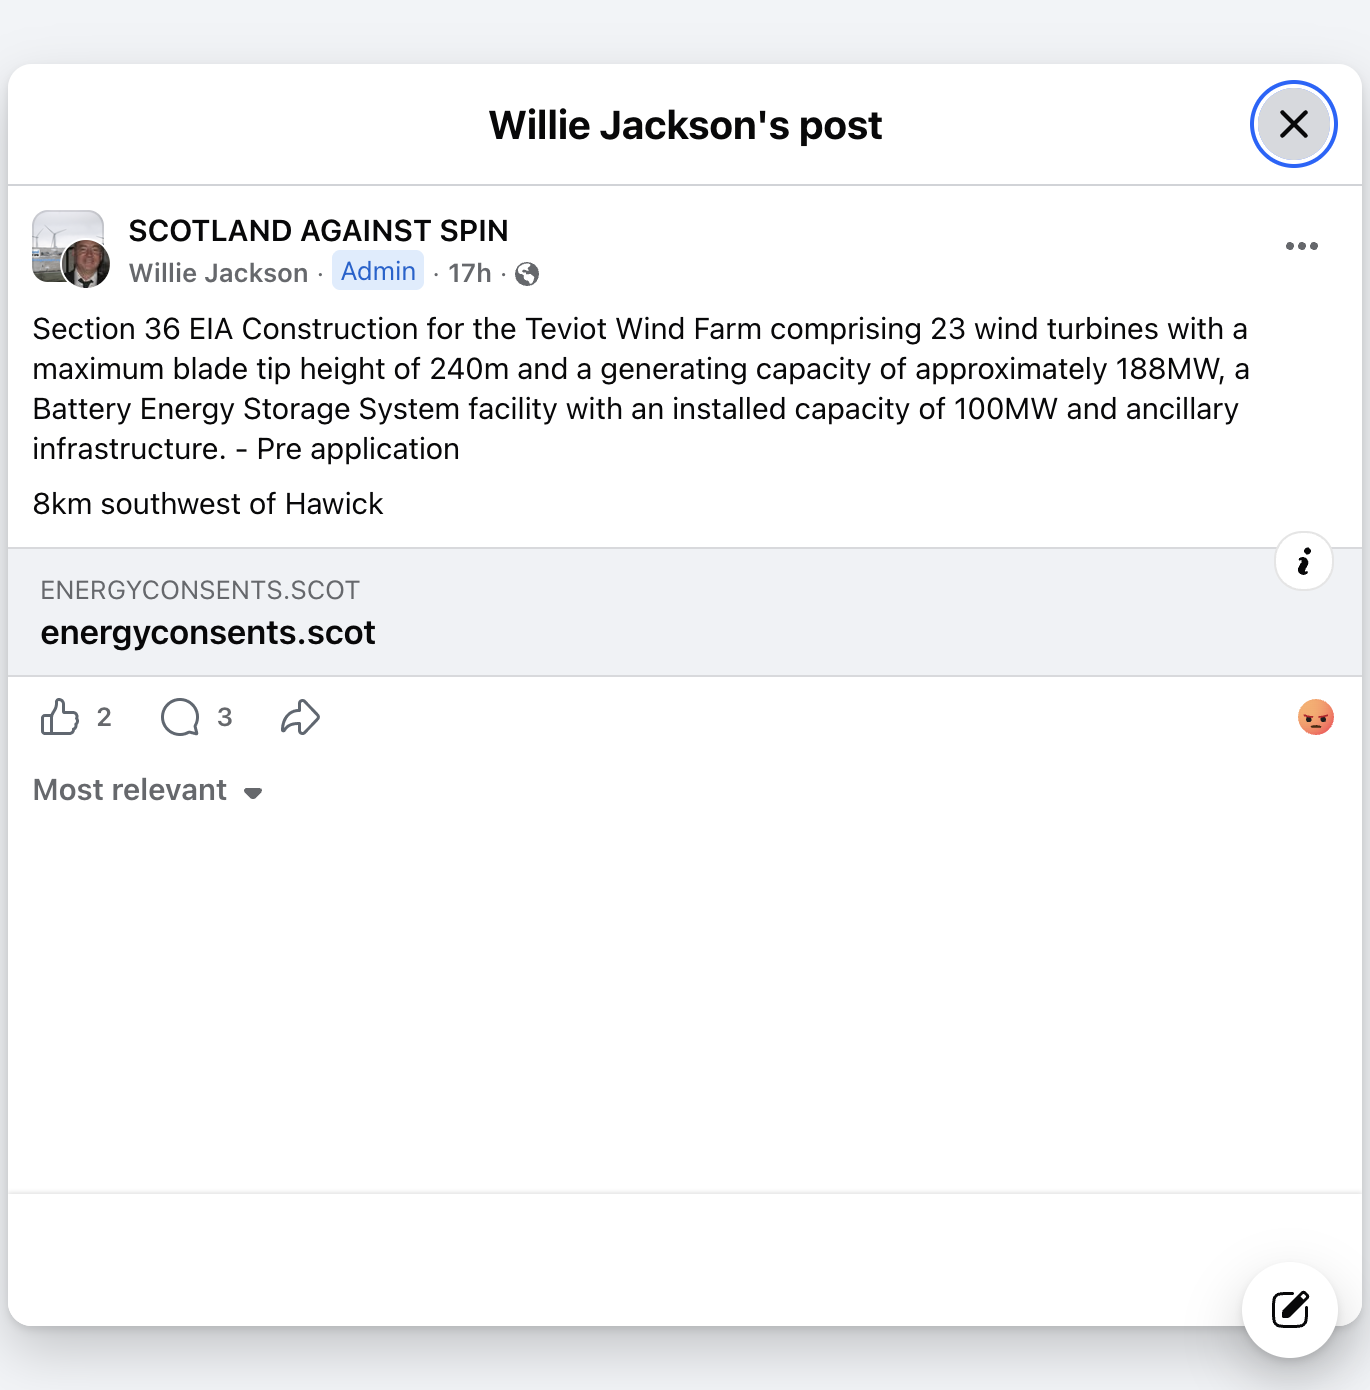 Willie Jackson's post
SCOTLAND AGAINST SPIN
Willie Jackson · Admin · 17h ·
Section 36 EIA Construction for the Teviot Wind Farm comprising 23 wind turbines with a
maximum blade tip height of 240m and a generating capacity of approximately 188MW, a
Battery Energy Storage System facility with an installed capacity of 100MW and ancillary
infrastructure. - Pre application
8km southwest of Hawick
ENERGYCONSENTS.SCOT
energyconsents.scot
2 3
Most relevant